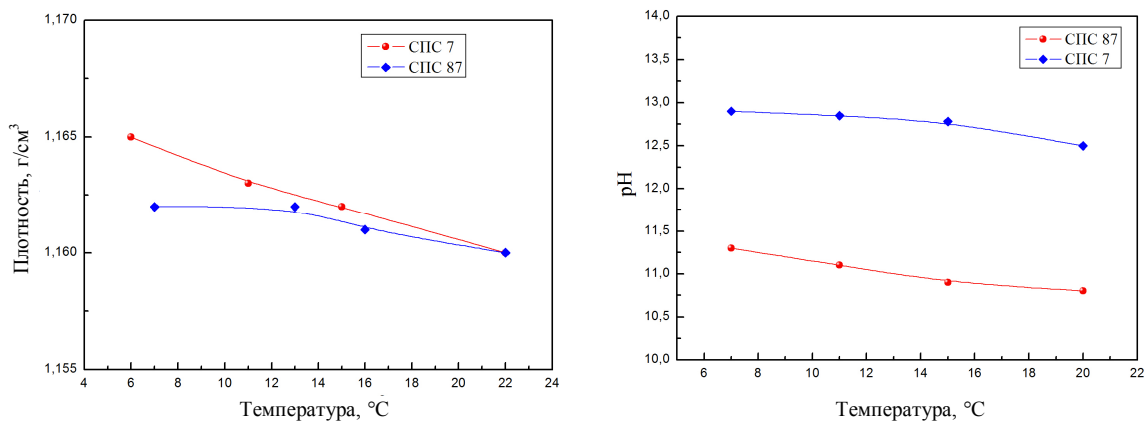 1,170
1,165
1,160
1,155
Плотность, г/см³
СПС 7
СПС 87
4 6 8 10 12 14 16 18 20 22 24
Температура, °C
14,0
13,5
13,0
12,5
12,0
11,5
11,0
10,5
10,0
pH
СПС 87
СПС 7
6 8 10 12 14 16 18 20 22
Температура, °C